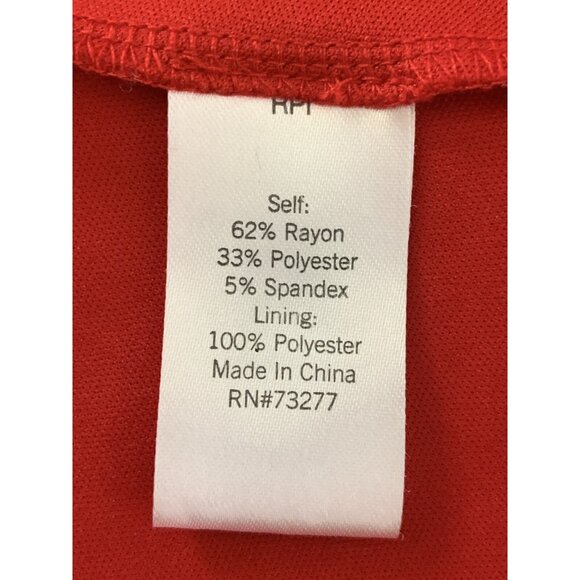 RPI
Self:
62% Rayon
33% Polyester
5% Spandex
Lining:
100% Polyester
Made In China
RN#73277